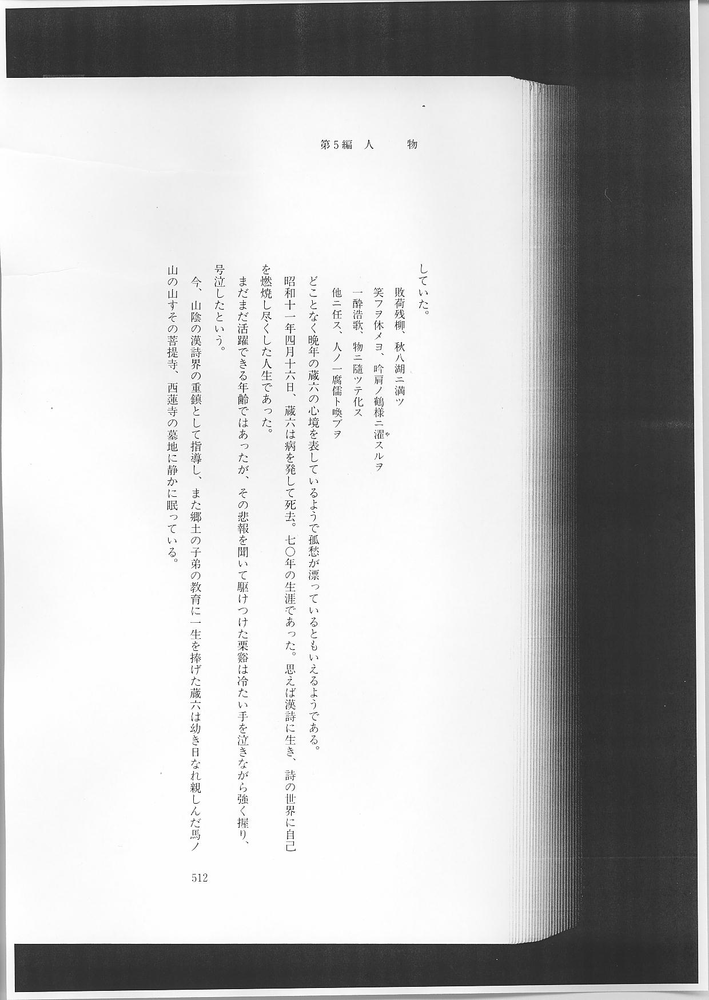 第5編　人　　物
していた。
敗荷残柳、秋八湖ニ満ツ
笑フヲ休メヨ、吟肩ノ鶴様ニ濯スルヲ
や
一酔浩歌、物ニ隨ツテ化ス
他ニ任ス、人ノ一腐儒ト喚ブヲ
どことなく晩年の蔵六の心境を表しているようで孤愁が漂っているともいえるようである。
昭和十一年四月十六日、蔵六は病を発して死去。七〇年の生涯であった。思えば漢詩に生き、詩の世界に自己
を燃焼し尽くした人生であった。
まだまだ活躍できる年齢ではあったが、その悲報を聞いて駆けつけた栗谿は冷たい手を泣きながら強く握り、
号泣したという。
今、山陰の漢詩界の重鎮として指導し、また郷土の子弟の教育に一生を捧げた蔵六は幼き日なれ親しんだ馬ノ
山の山すその菩提寺、西蓮寺の墓地に静かに眠っている。
512